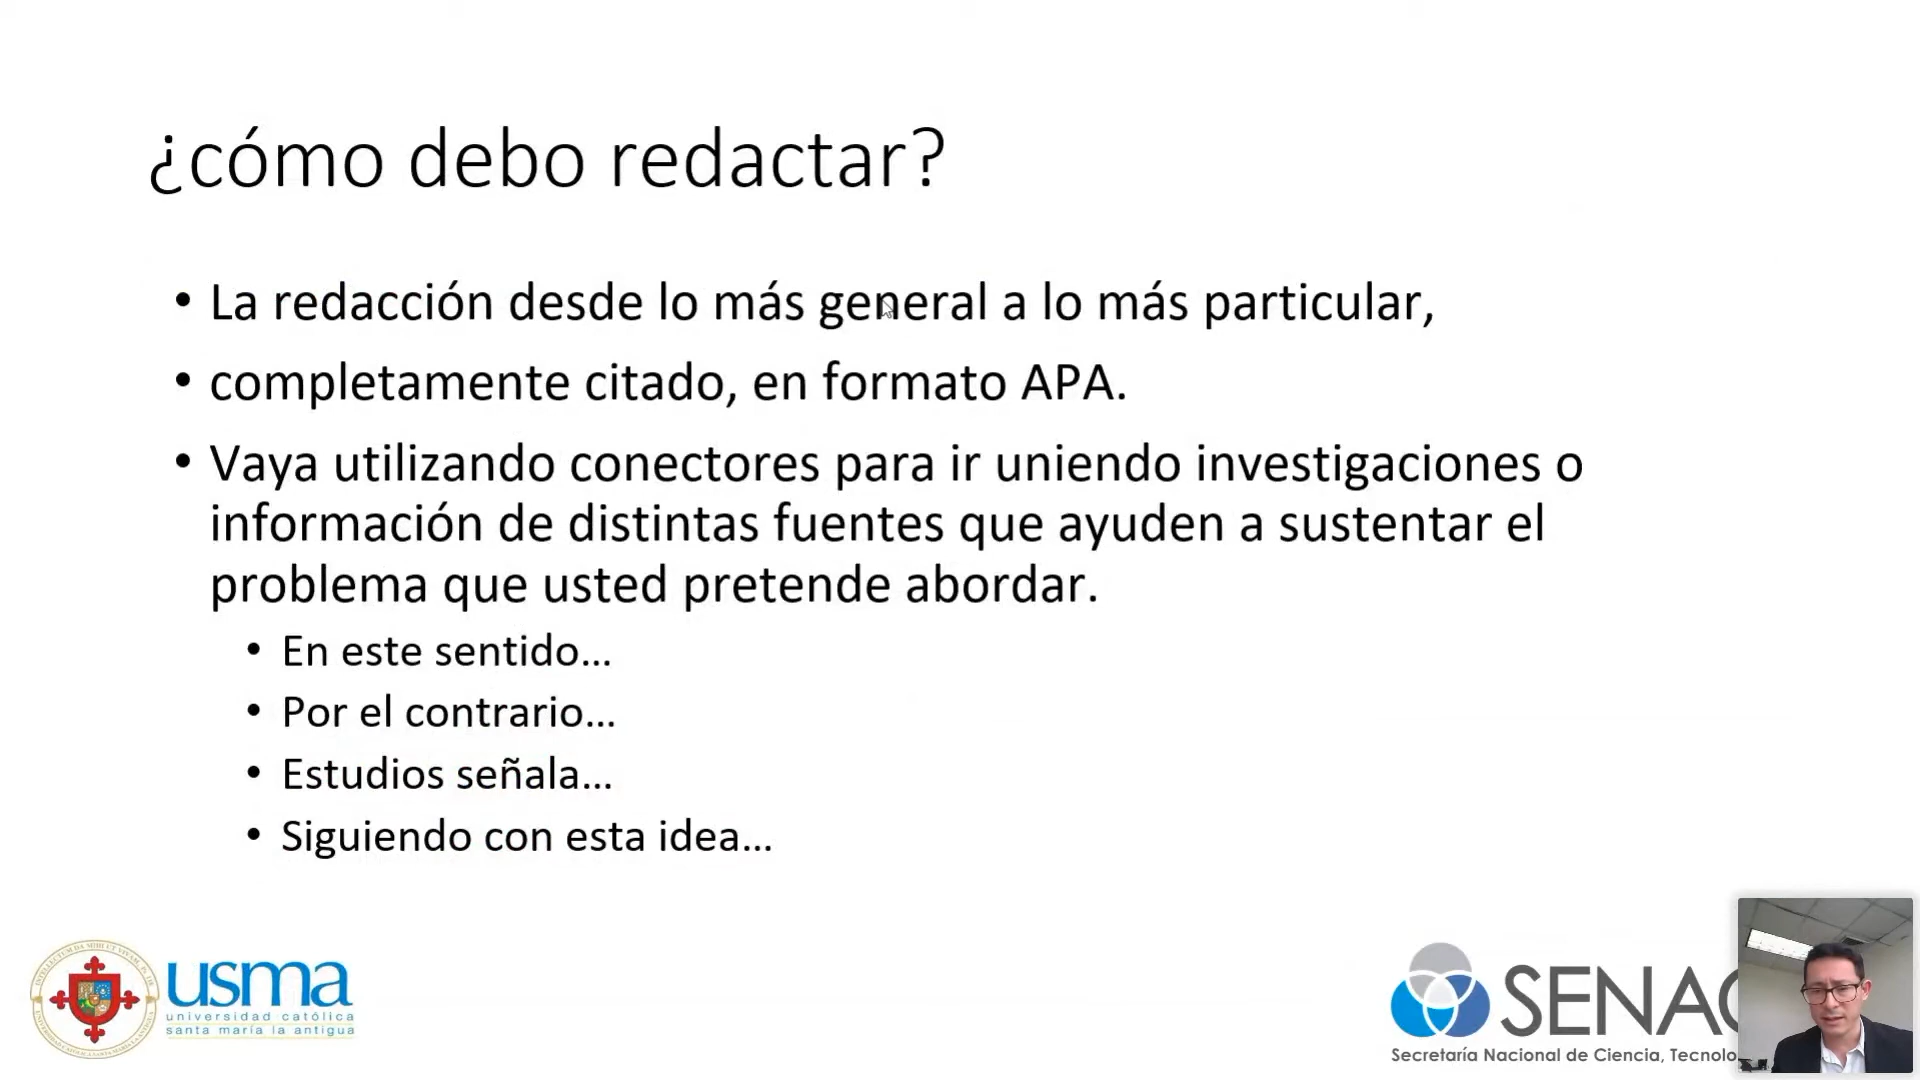 ¿cómo debo redactar?
• La redacción desde lo más general a lo más particular,
• completamente citado, en formato APA.
• Vaya utilizando conectores para ir uniendo investigaciones o
información de distintas fuentes que ayuden a sustentar el
problema que usted pretende abordar.
• En este sentido...
• Por el contrario...
• Estudios señala...
• Siguiendo con esta idea...
usma
universidad católica
santa maría la antigua
SENAC
Secretaría Nacional de Ciencia, Tecnolo